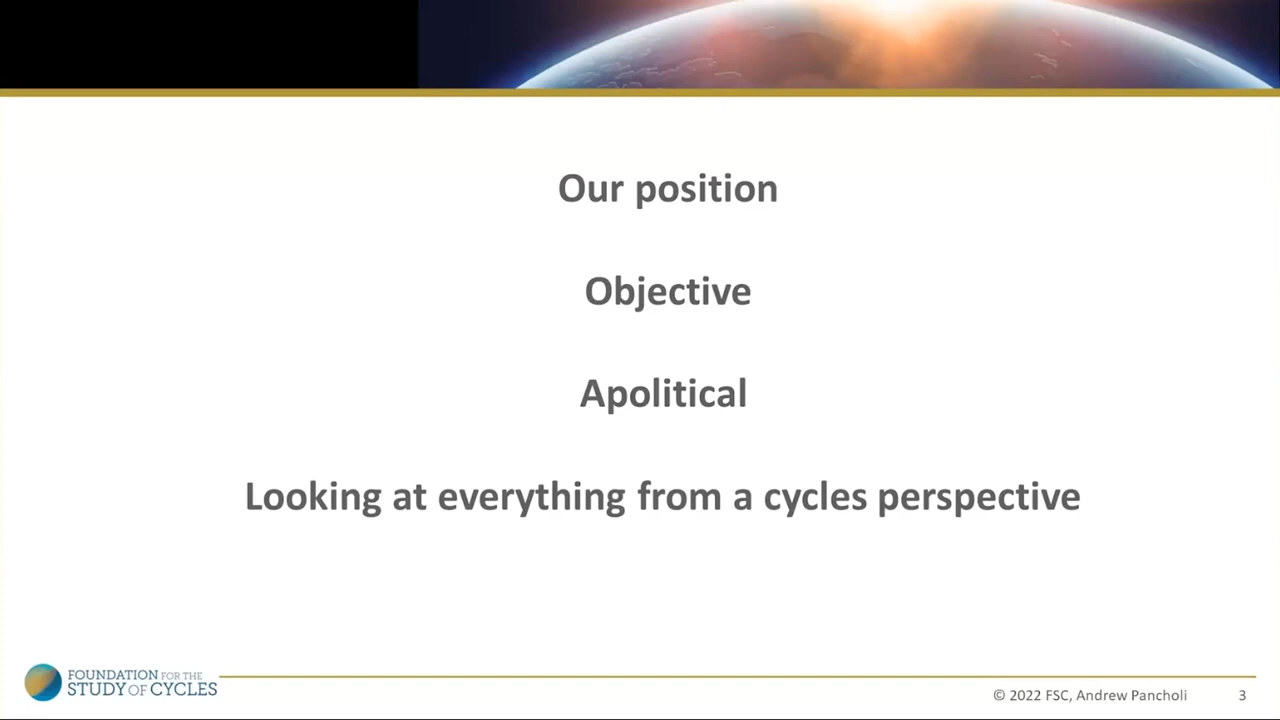 Our position
Objective
Apolitical
Looking at everything from a cycles perspective
FOUNDATION FOR THE
STUDY OF CYCLES
© 2022 FSC, Andrew Pancholi
3